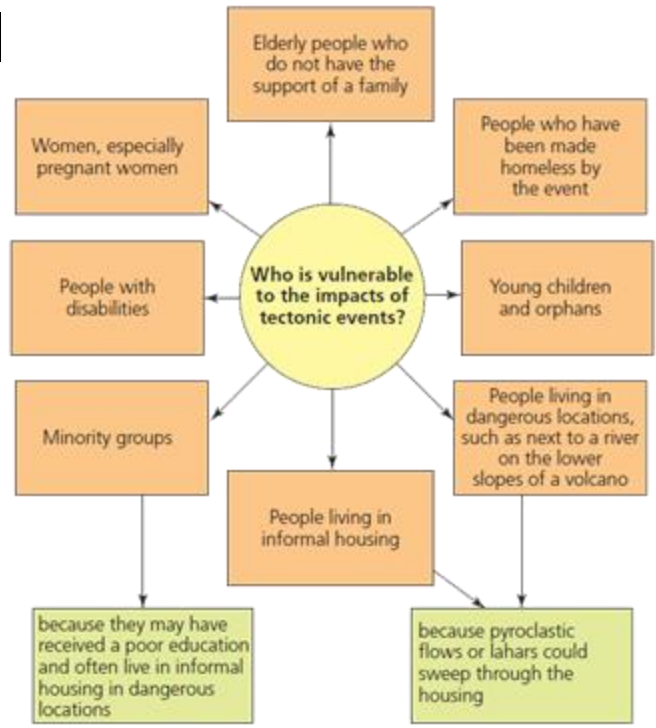 Elderly people who
do not have the
support of a family
Women, especially
pregnant women
People who have
been made
homeless by
the event
Who is vulnerable
to the impacts of
tectonic events?
People with
disabilities
Young children
and orphans
Minority groups
People living in
dangerous locations,
such as next to a river
on the lower
slopes of a volcano
People living in
informal housing
because they may have
received a poor education
and often live in informal
housing in dangerous
locations
because pyroclastic
flows or lahars could
sweep through the
housing